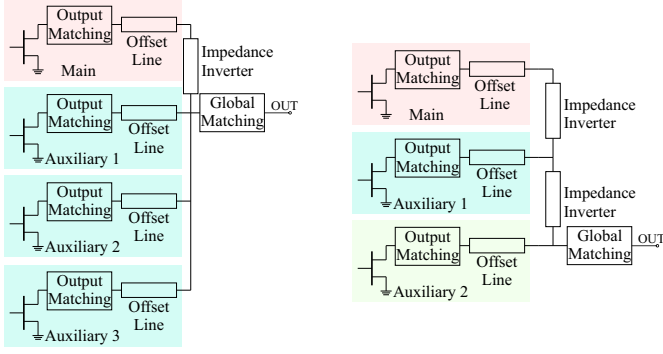 Output
Matching
Offset
Line
Main
Impedance
Inverter
Output
Matching
Offset
Line
Auxiliary 1
Global
Matching
OUT
Output
Matching
Offset
Line
Auxiliary 2
Output
Matching
Offset
Line
Auxiliary 3
Output
Matching
Offset
Line
Main
Impedance
Inverter
Output
Matching
Offset
Line
Auxiliary 1
Impedance
Inverter
Output
Matching
Offset
Line
Auxiliary 2
Global
Matching
OUT